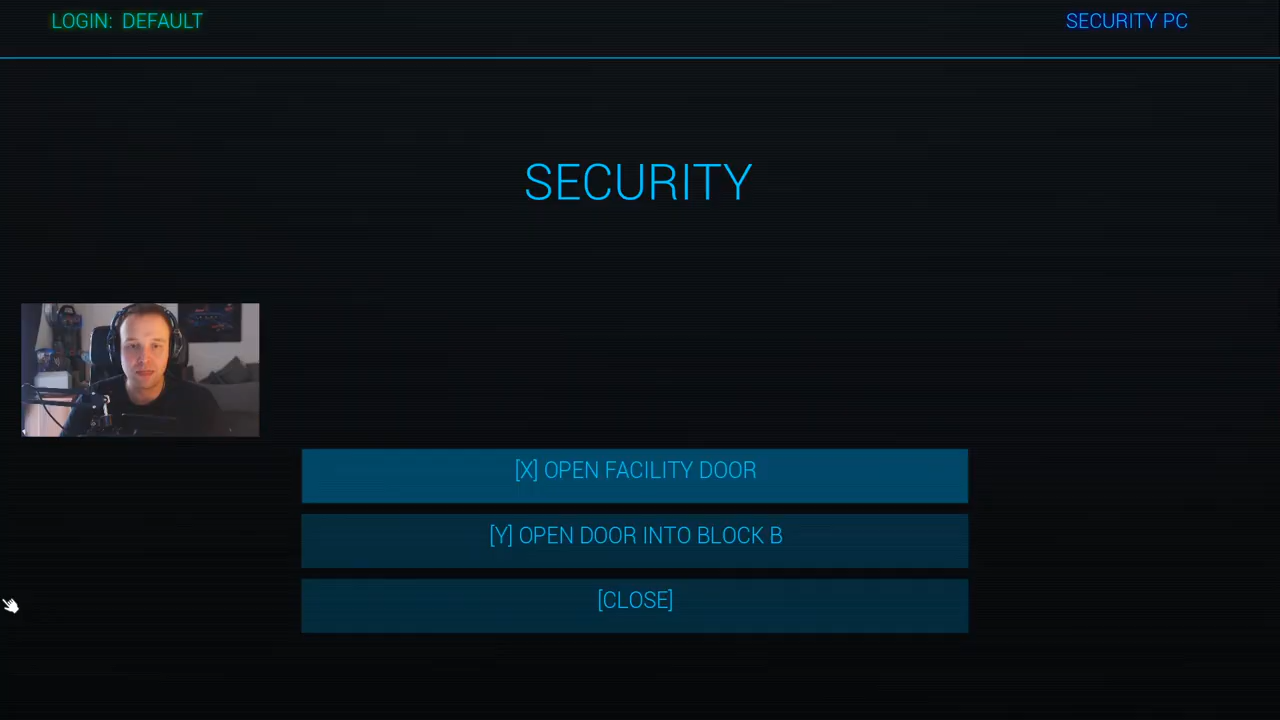 LOGIN: DEFAULT
SECURITY PC
SECURITY
[X] OPEN FACILITY DOOR
[Y] OPEN DOOR INTO BLOCK B
[CLOSE]